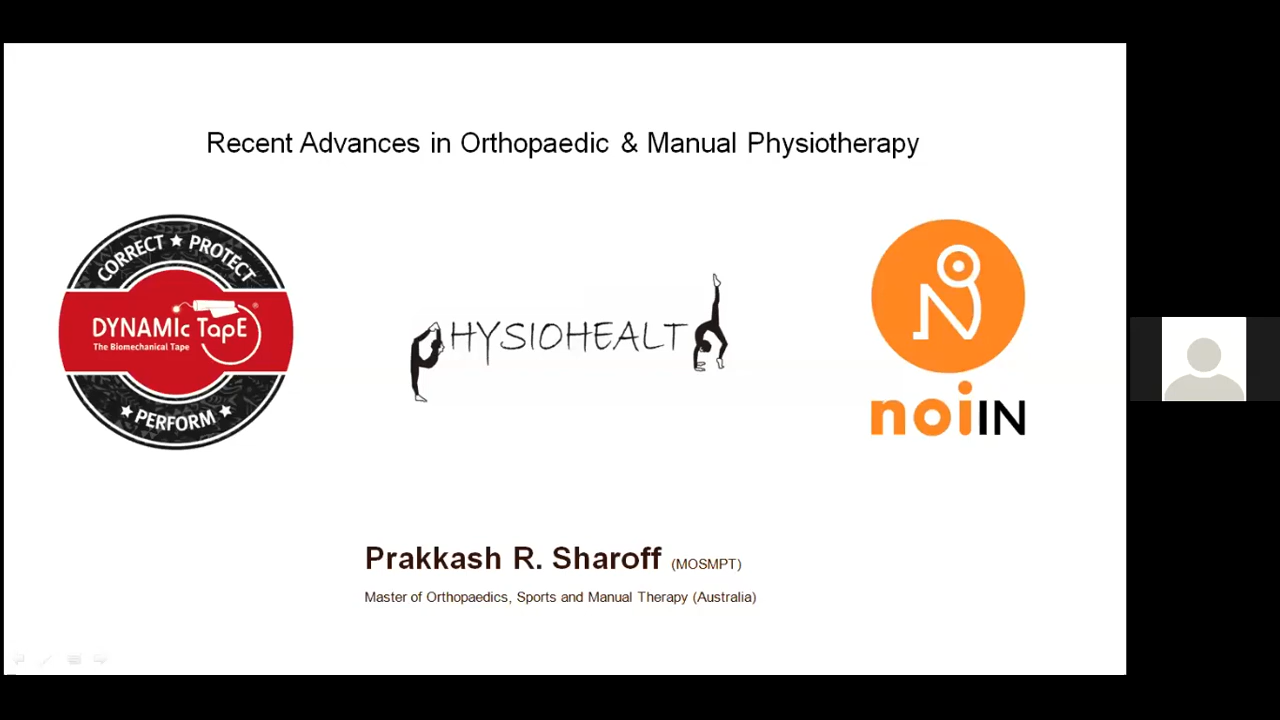 Recent Advances in Orthopaedic & Manual Physiotherapy
CORRECT ★ PROTECT
DYNAMIc TapE ®
The Biomechanical Tape
★ PERFORM ★
PHYSIOHEALTH
noiIN
Prakkash R. Sharoff (MOSMPT)
Master of Orthopaedics, Sports and Manual Therapy (Australia)